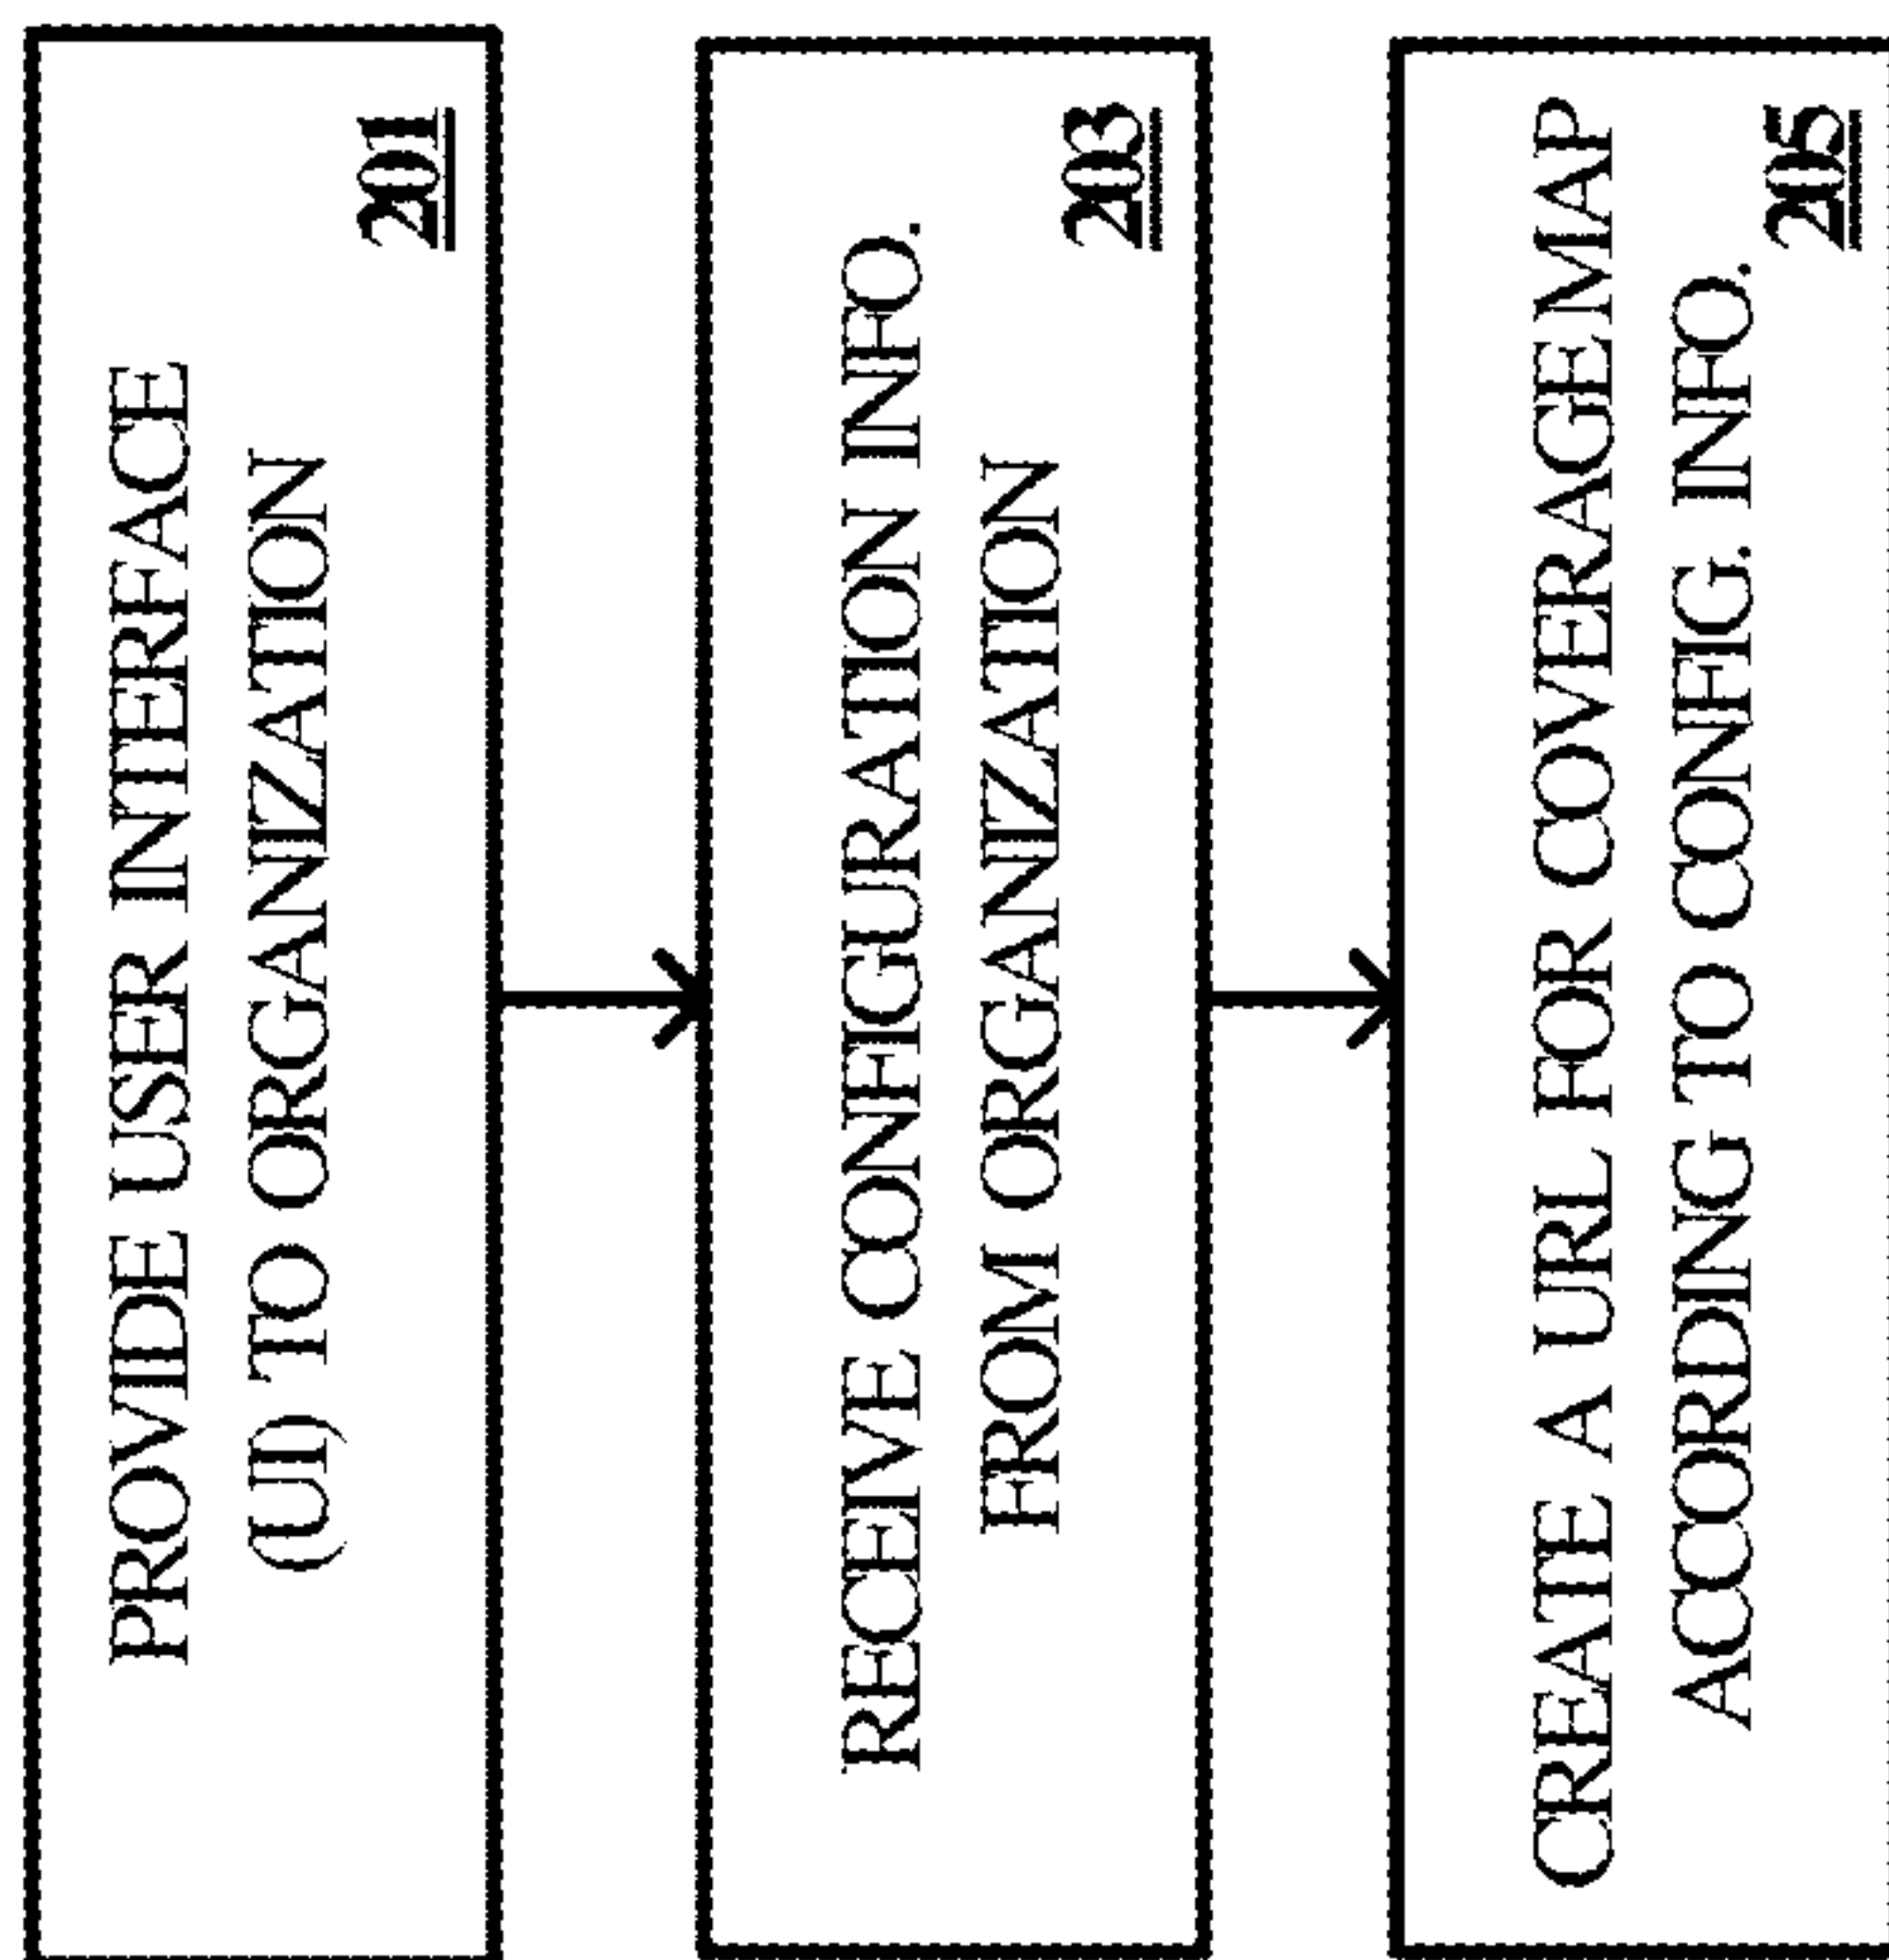 PROVIDE USER INTERFACE
(UI) TO ORGANIZATION
201
RECEIVE CONFIGURATION INFO.
FROM ORGANIZATION
203
CREATE A URL FOR COVERAGE MAP
ACCORDING TO CONFIG. INFO.
205